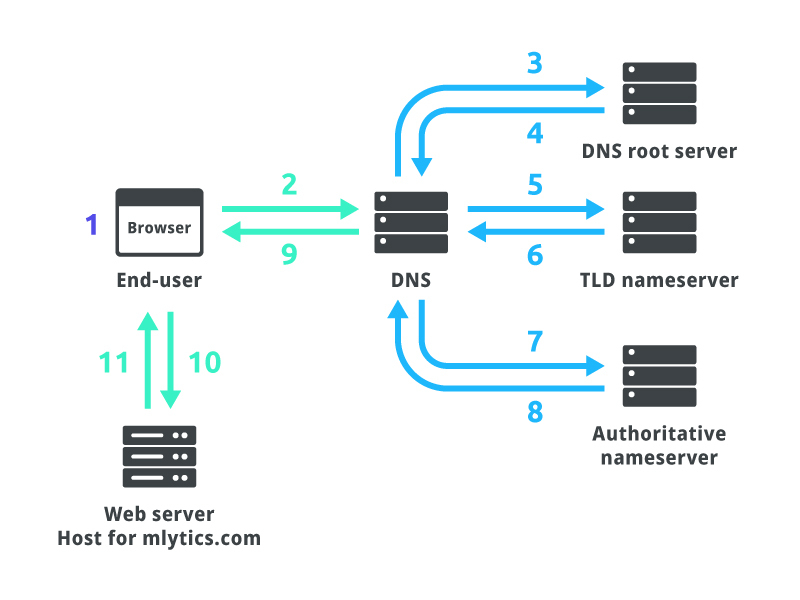 3
4
DNS root server
1
Browser
End-user
2
9
DNS
5
6
TLD nameserver
7
8
Authoritative
nameserver
11
10
Web server
Host for mlytics.com